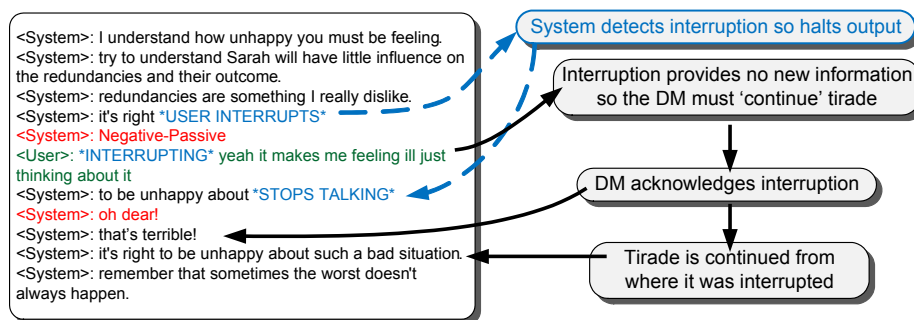 <System>: I understand how unhappy you must be feeling.
<System>: try to understand Sarah will have little influence on
the redundancies and their outcome.
<System>: redundancies are something I really dislike.
<System>: it's right *USER INTERRUPTS*
<System>: Negative-Passive
<User>: *INTERRUPTING* yeah it makes me feeling ill just
thinking about it
<System>: to be unhappy about *STOPS TALKING*
<System>: oh dear!
<System>: that's terrible!
<System>: it's right to be unhappy about such a bad situation.
<System>: remember that sometimes the worst doesn't
always happen.
System detects interruption so halts output
Interruption provides no new information
so the DM must 'continue' tirade
DM acknowledges interruption
Tirade is continued from
where it was interrupted